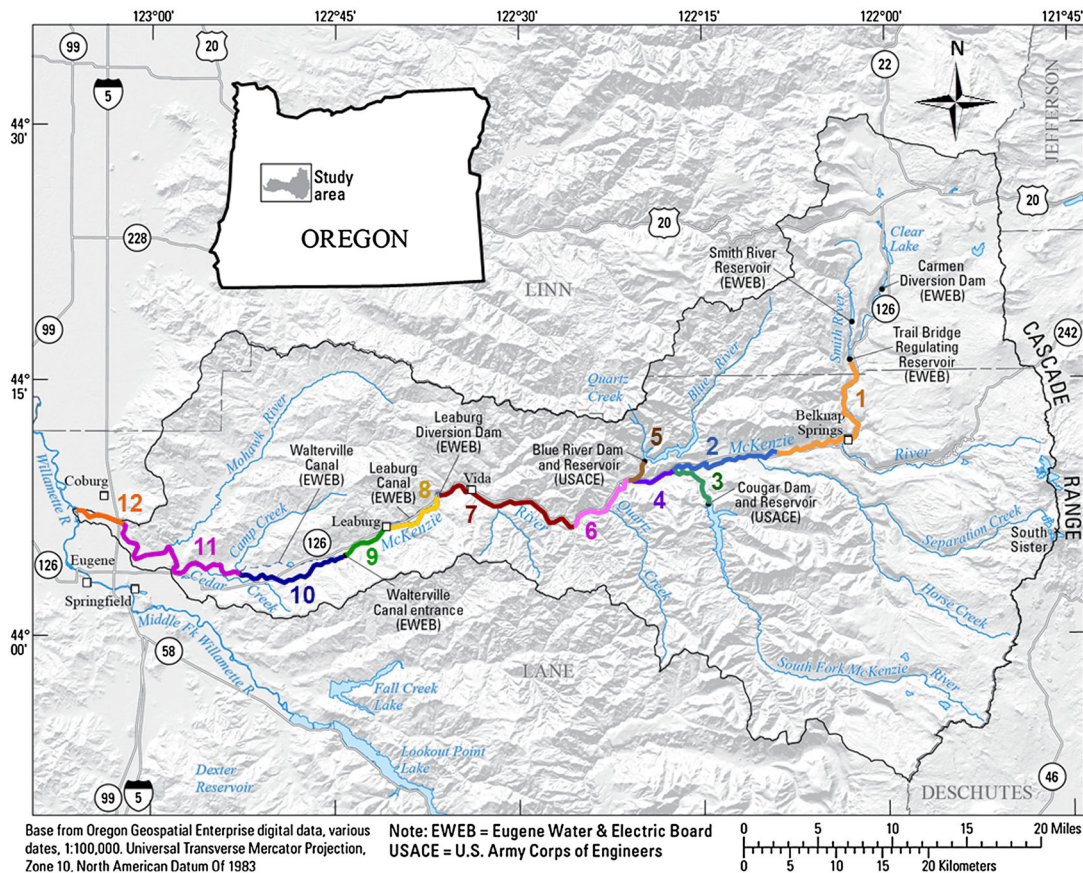 123°00'
122°45'
122°30'
122°15'
122°00'
121°45'
99
20
5
22
N
JEFFERSON
44°
30'
Study
area
OREGON
20
20
228
Clear
Lake
Smith River
Reservoir
(EWEB)
Carmen
Diversion Dam
(EWEB)
LINN
126
99
Smith River
Trail Bridge
Regulating
Reservoir
(EWEB)
242
CASCADE
RANGE
44°
15'
Quartz
Creek
Blue River
1
Belknap
Springs
Mohawk River
Leaburg
Diversion Dam
(EWEB)
Walterville
Canal
(EWEB)
Blue River Dam
and Reservoir
(USACE)
5
2
McKenzie
River
Willamette R
Coburg
Leaburg
Canal
(EWEB)
8
Vida
4
3
Cougar Dam
and Reservoir
(USACE)
12
7
6
River
Quartz
Creek
Leaburg
McKenzie
Separation Creek
South
Sister
11
Camp Creek
126
9
Eugene
126
Cedar
Creek
10
Springfield
Walterville
Canal entrance
(EWEB)
Horse Creek
44°
00'
Middle Fk Willamette R
58
LANE
South Fork McKenzie
River
Fall Creek
Lake
Lookout Point
Lake
Dexter
Reservoir
46
99
5
DESCHUTES
Base from Oregon Geospatial Enterprise digital data, various
dates, 1:100,000. Universal Transverse Mercator Projection,
Zone 10, North American Datum Of 1983
Note: EWEB = Eugene Water & Electric Board
USACE = U.S. Army Corps of Engineers
0 5 10 15 20 Miles
0 5 10 15 20 Kilometers